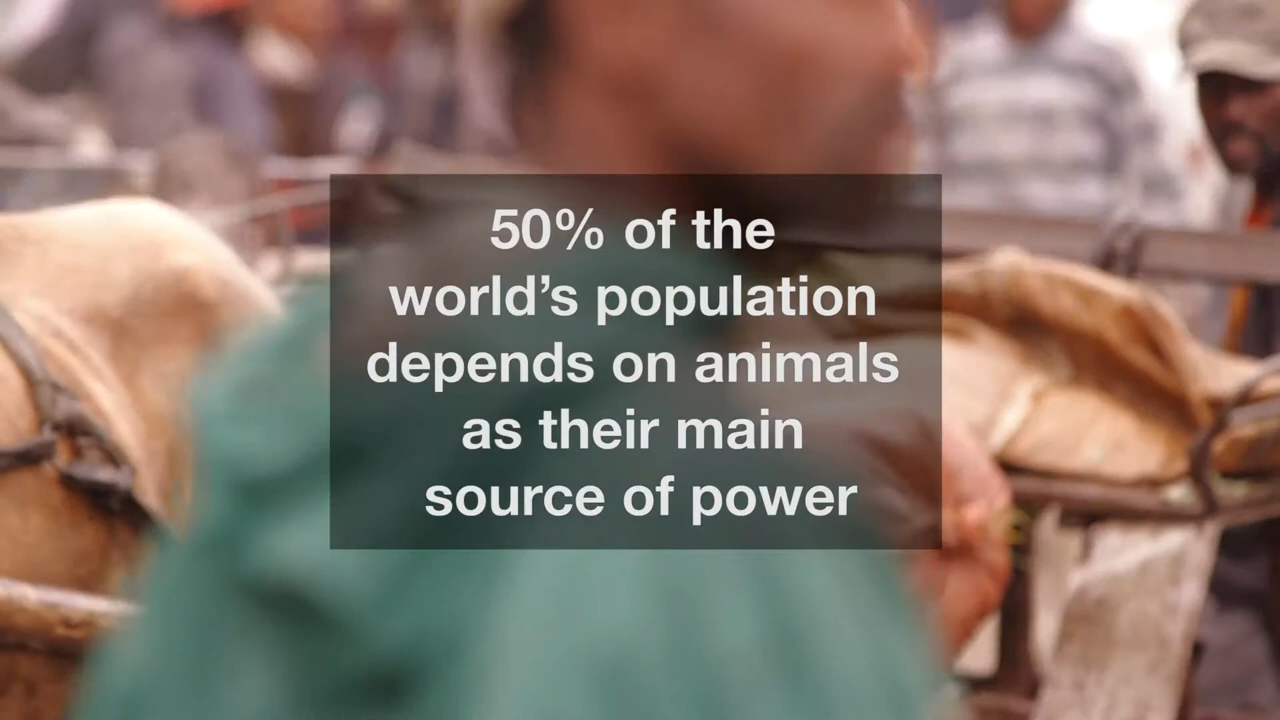 50% of the
world’s population
depends on animals
as their main
source of power